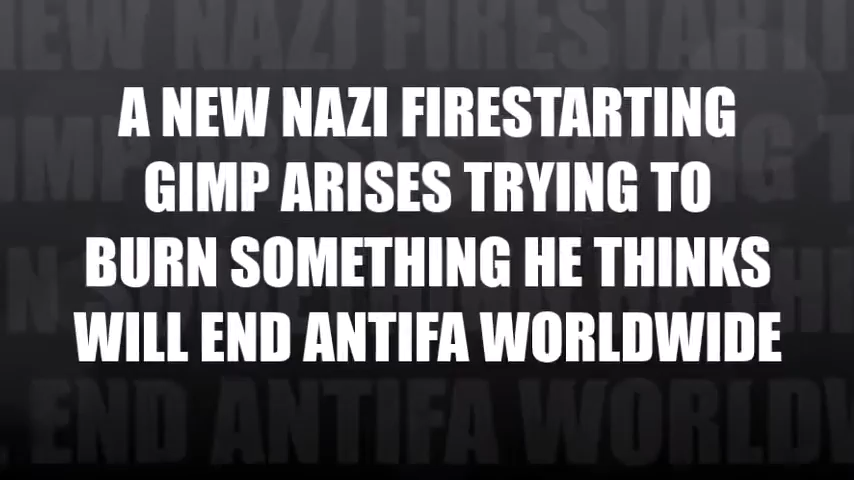 A NEW NAZI FIRESTARTING
GIMP ARISES TRYING TO
BURN SOMETHING HE THINKS
WILL END ANTIFA WORLDWIDE